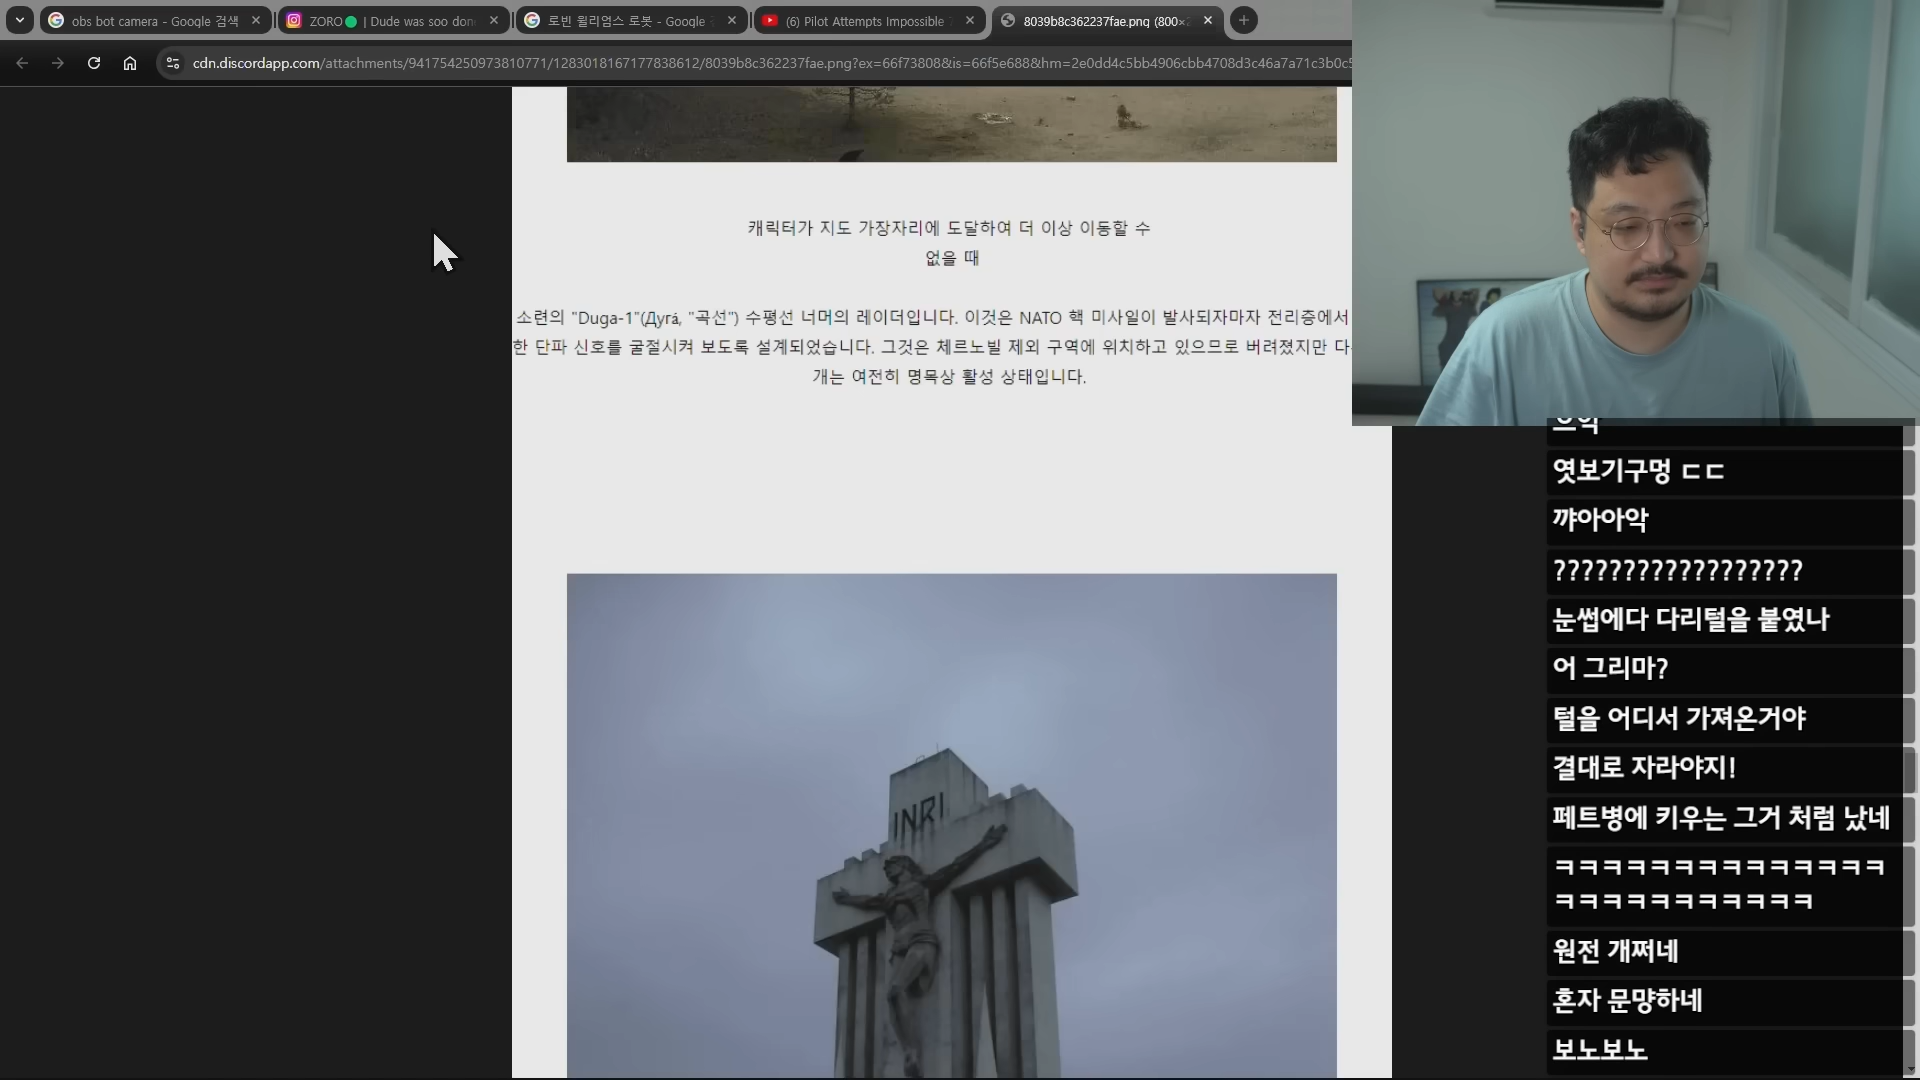 obs bot camera - Google 검색
ZORO | Dude was soo don
로빈 윌리엄스 로봇 - Google
(6) Pilot Attempts Impossible
8039b8c362237fae.png (800×
cdn.discordapp.com/attachments/941754250973810771/1283018167177838612/8039b8c362237fae.png?ex=66f73808&is=66f5e688&hm=2e0dd4c5bb4906cbb4708d3c46a7a71c3b0c5
캐릭터가 지도 가장자리에 도달하여 더 이상 이동할 수
없을 때
소련의 "Duga-1"(Дуга́, "곡선") 수평선 너머의 레이더입니다. 이것은 NATO 핵 미사일이 발사되자마자 전리층에서
한 단파 신호를 굴절시켜 보도록 설계되었습니다. 그것은 체르노빌 제외 구역에 위치하고 있으므로 버려졌지만 다
개는 여전히 명목상 활성 상태입니다.
INRI
으악
엿보기구멍 ㄷㄷ
꺄아아악
??????????????????
눈썹에다 다리털을 붙였나
어 그리마?
털을 어디서 가져온거야
결대로 자라야지!
페트병에 키우는 그거 처럼 났네
ㅋㅋㅋㅋㅋㅋㅋㅋㅋㅋㅋㅋㅋㅋ
ㅋㅋㅋㅋㅋㅋㅋㅋㅋㅋㅋ
원전 개쩌네
혼자 문먕하네
보노보노